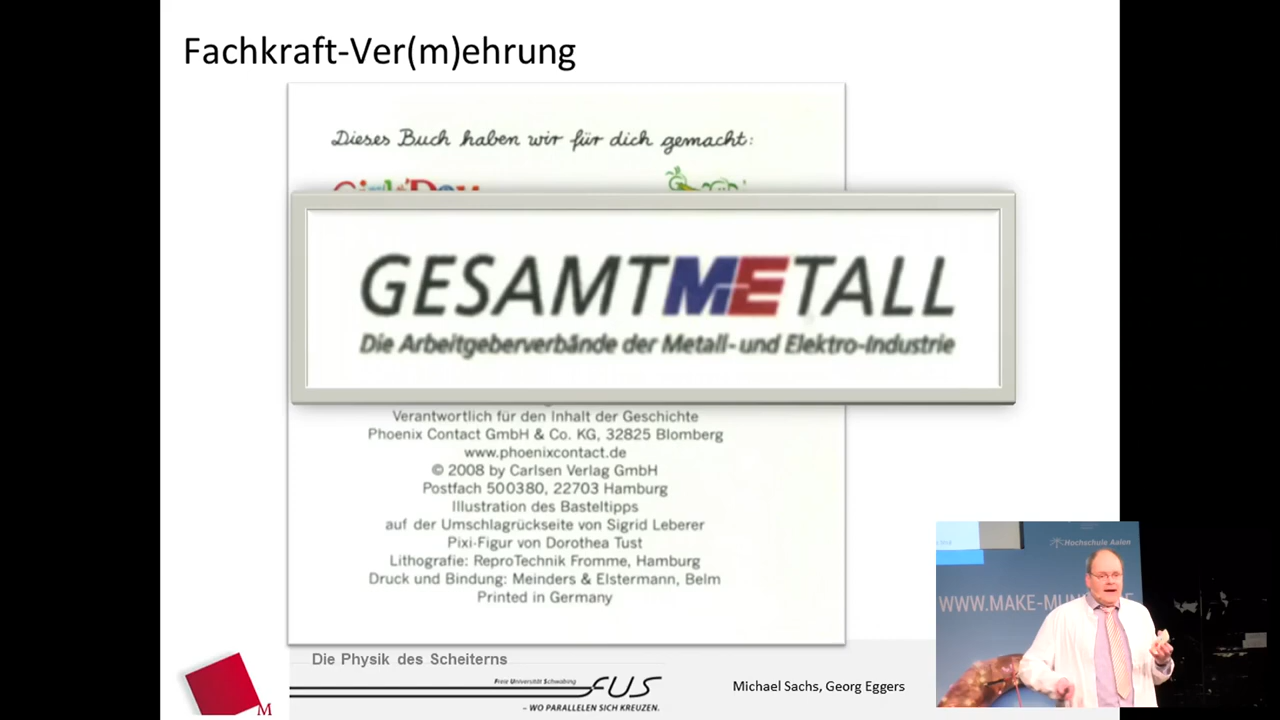 Fachkraft-Ver(m)ehrung
Dieses Buch haben wir für dich gemacht:
GESAMTMETALL
Die Arbeitgeberverbände der Metall- und Elektro-Industrie
Verantwortlich für den Inhalt der Geschichte
Phoenix Contact GmbH & Co. KG, 32825 Blomberg
www.phoenixcontact.de
© 2008 by Carlsen Verlag GmbH
Postfach 500380, 22703 Hamburg
Illustration des Basteltipps
auf der Umschlagrückseite von Sigrid Leberer
Pixi-Figur von Dorothea Tust
Lithografie: ReproTechnik Fromme, Hamburg
Druck und Bindung: Meinders & Elstermann, Belm
Printed in Germany
Die Physik des Scheiterns
M
Freie Universität Schwabing
FUS
– WO PARALLELEN SICH KREUZEN.
Michael Sachs, Georg Eggers
Hochschule Aalen